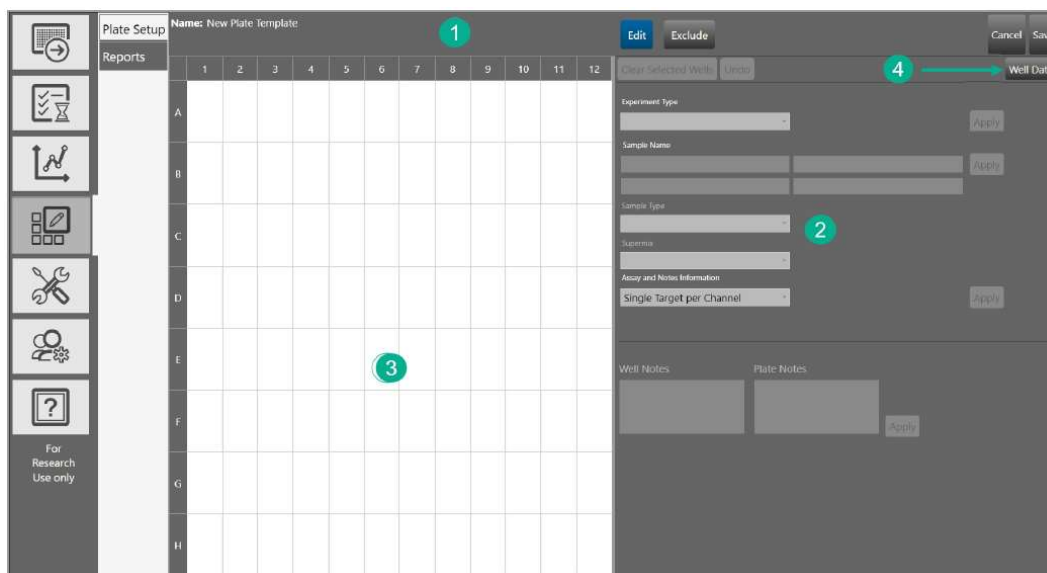 Plate Setup
Reports
For
Research
Use only
Name: New Plate Template
1
1 2 3 4 5 6 7 8 9 10 11 12
A
B
C
D
E
F
G
H
3
Edit Exclude Cancel Sav
Clear Selected Wells Undo 4 Well Dat
Experiment Type
Apply
Sample Name
Apply
Sample Type
2
Supermix
Assay and Notes Information
Single Target per Channel Apply
Well Notes Plate Notes
Apply
?